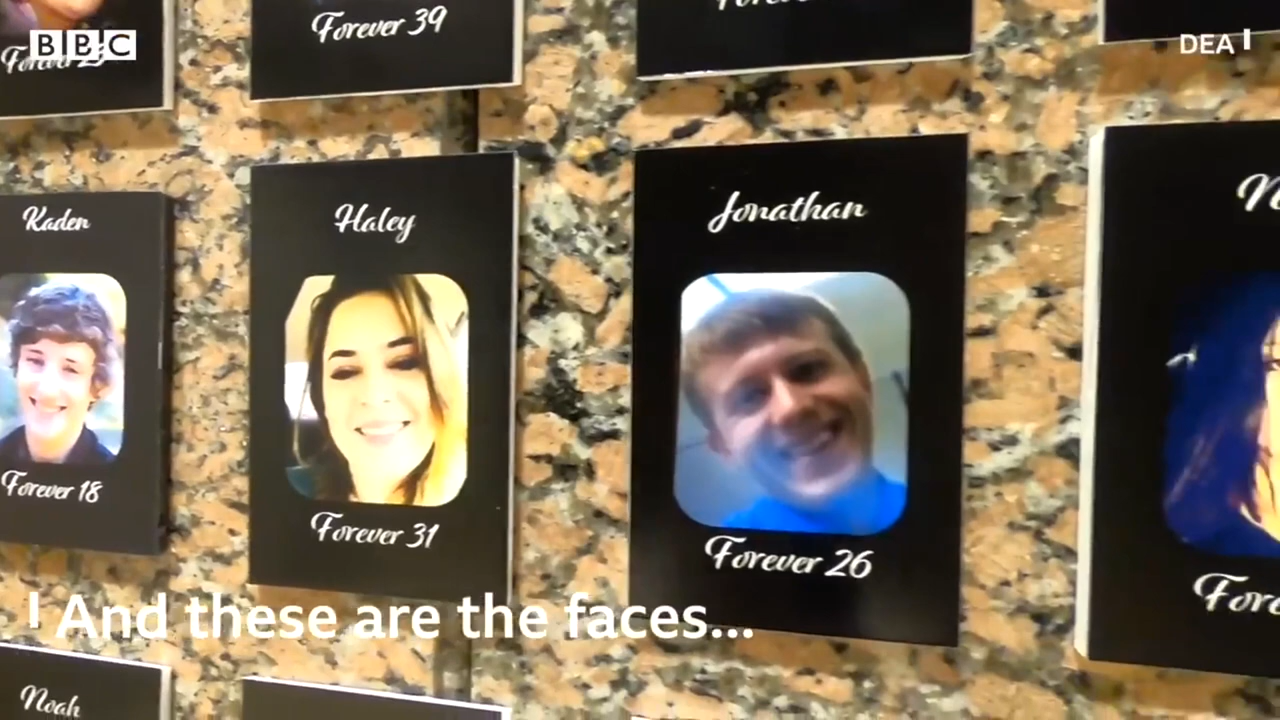 BBC
DEA
Forever 39
Forever
Kaden
Forever 18
Haley
Forever 31
Jonathan
Forever 26
And these are the faces...
Noah